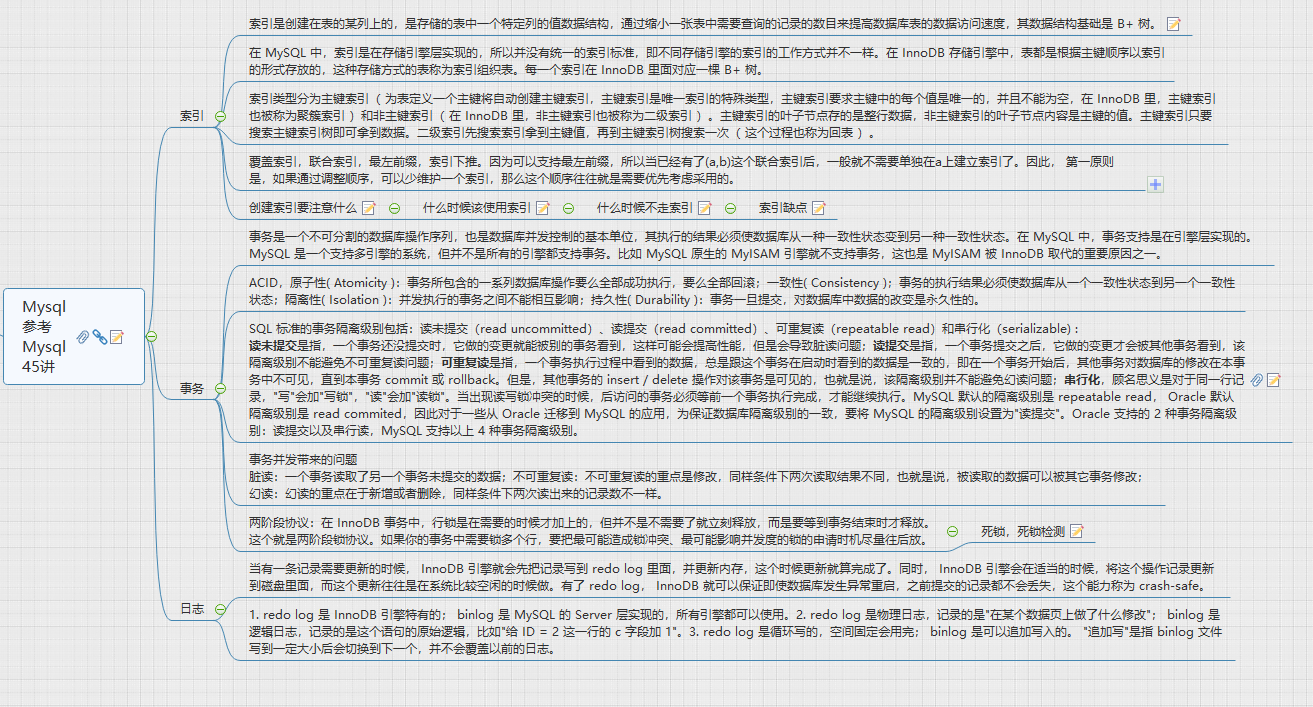 索引是创建在表的某列上的，是存储的表中一个特定列的值数据结构，通过缩小一张表中需要查询的记录的数目来提高数据库表的数据访问速度，其数据结构基础是 B+ 树。
在 MySQL 中，索引是在存储引擎层实现的，所以并没有统一的索引标准，即不同存储引擎的索引的工作方式并不一样。在 InnoDB 存储引擎中，表都是根据主键顺序以索引
的形式存放的，这种存储方式的表称为索引组织表。每一个索引在 InnoDB 里面对应一棵 B+ 树。
索引
索引类型分为主键索引（ 为表定义一个主键将自动创建主键索引，主键索引是唯一索引的特殊类型，主键索引要求主键中的每个值是唯一的，并且不能为空，在 InnoDB 里，主键索引
也被称为聚簇索引 ）和非主键索引（ 在 InnoDB 里，非主键索引也被称为二级索引 ）。主键索引的叶子节点存的是整行数据，非主键索引的叶子节点内容是主键的值。主键索引只要
搜索主键索引树即可拿到数据。二级索引先搜索索引拿到主键值，再到主键索引树搜索一次（ 这个过程也称为回表 ）。
覆盖索引，联合索引，最左前缀，索引下推。因为可以支持最左前缀，所以当已经有了(a,b)这个联合索引后，一般就不需要单独在a上建立索引了。因此， 第一原则
是，如果通过调整顺序，可以少维护一个索引，那么这个顺序往往就是需要优先考虑采用的。
创建索引要注意什么 什么时候该使用索引 什么时候不走索引 索引缺点
事务是一个不可分割的数据库操作序列，也是数据库并发控制的基本单位，其执行的结果必须使数据库从一种一致性状态变到另一种一致性状态。在 MySQL 中，事务支持是在引擎层实现的。
MySQL 是一个支持多引擎的系统，但并不是所有的引擎都支持事务。比如 MySQL 原生的 MyISAM 引擎就不支持事务，这也是 MyISAM 被 InnoDB 取代的重要原因之一。
ACID，原子性( Atomicity )：事务所包含的一系列数据库操作要么全部成功执行，要么全部回滚；一致性( Consistency )；事务的执行结果必须使数据库从一个一致性状态到另一个一致性
状态；隔离性( Isolation )：并发执行的事务之间不能相互影响；持久性( Durability )：事务一旦提交，对数据库中数据的改变是永久性的。
Mysql
参考
Mysql
45讲
事务
SQL 标准的事务隔离级别包括：读未提交（read uncommitted）、读提交（read committed）、可重复读（repeatable read）和串行化（serializable)：
读未提交是指，一个事务还没提交时，它做的变更就能被别的事务看到，这样可能会提高性能，但是会导致脏读问题；读提交是指，一个事务提交之后，它做的变更才会被其他事务看到，该
隔离级别不能避免不可重复读问题；可重复读是指，一个事务执行过程中看到的数据，总是跟这个事务在启动时看到的数据是一致的，即在一个事务开始后，其他事务对数据库的修改在本事
务中不可见，直到本事务 commit 或 rollback。但是，其他事务的 insert / delete 操作对该事务是可见的，也就是说，该隔离级别并不能避免幻读问题；串行化，顾名思义是对于同一行记
录，"写"会加"写锁"，"读"会加"读锁"。当出现读写锁冲突的时候，后访问的事务必须等前一个事务执行完成，才能继续执行。MySQL 默认的隔离级别是 repeatable read， Oracle 默认
隔离级别是 read commited，因此对于一些从 Oracle 迁移到 MySQL 的应用，为保证数据库隔离级别的一致，要将 MySQL 的隔离级别设置为"读提交"。Oracle 支持的 2 种事务隔离级
别：读提交以及串行读，MySQL 支持以上 4 种事务隔离级别。
事务并发带来的问题
脏读：一个事务读取了另一个事务未提交的数据；不可重复读：不可重复读的重点是修改，同样条件下两次读取结果不同，也就是说，被读取的数据可以被其它事务修改；
幻读：幻读的重点在于新增或者删除，同样条件下两次读出来的记录数不一样。
两阶段协议：在 InnoDB 事务中，行锁是在需要的时候才加上的，但并不是不需要了就立刻释放，而是要等到事务结束时才释放。
这个就是两阶段锁协议。如果你的事务中需要锁多个行，要把最可能造成锁冲突、最可能影响并发度的锁的申请时机尽量往后放。
死锁，死锁检测
当有一条记录需要更新的时候， InnoDB 引擎就会先把记录写到 redo log 里面，并更新内存，这个时候更新就算完成了。同时， InnoDB 引擎会在适当的时候，将这个操作记录更新
到磁盘里面，而这个更新往往是在系统比较空闲的时候做。有了 redo log， InnoDB 就可以保证即使数据库发生异常重启，之前提交的记录都不会丢失，这个能力称为 crash-safe。
日志
1. redo log 是 InnoDB 引擎特有的； binlog 是 MySQL 的 Server 层实现的，所有引擎都可以使用。2. redo log 是物理日志，记录的是"在某个数据页上做了什么修改"； binlog 是
逻辑日志，记录的是这个语句的原始逻辑，比如"给 ID = 2 这一行的 c 字段加 1"。3. redo log 是循环写的，空间固定会用完； binlog 是可以追加写入的。 "追加写"是指 binlog 文件
写到一定大小后会切换到下一个，并不会覆盖以前的日志。